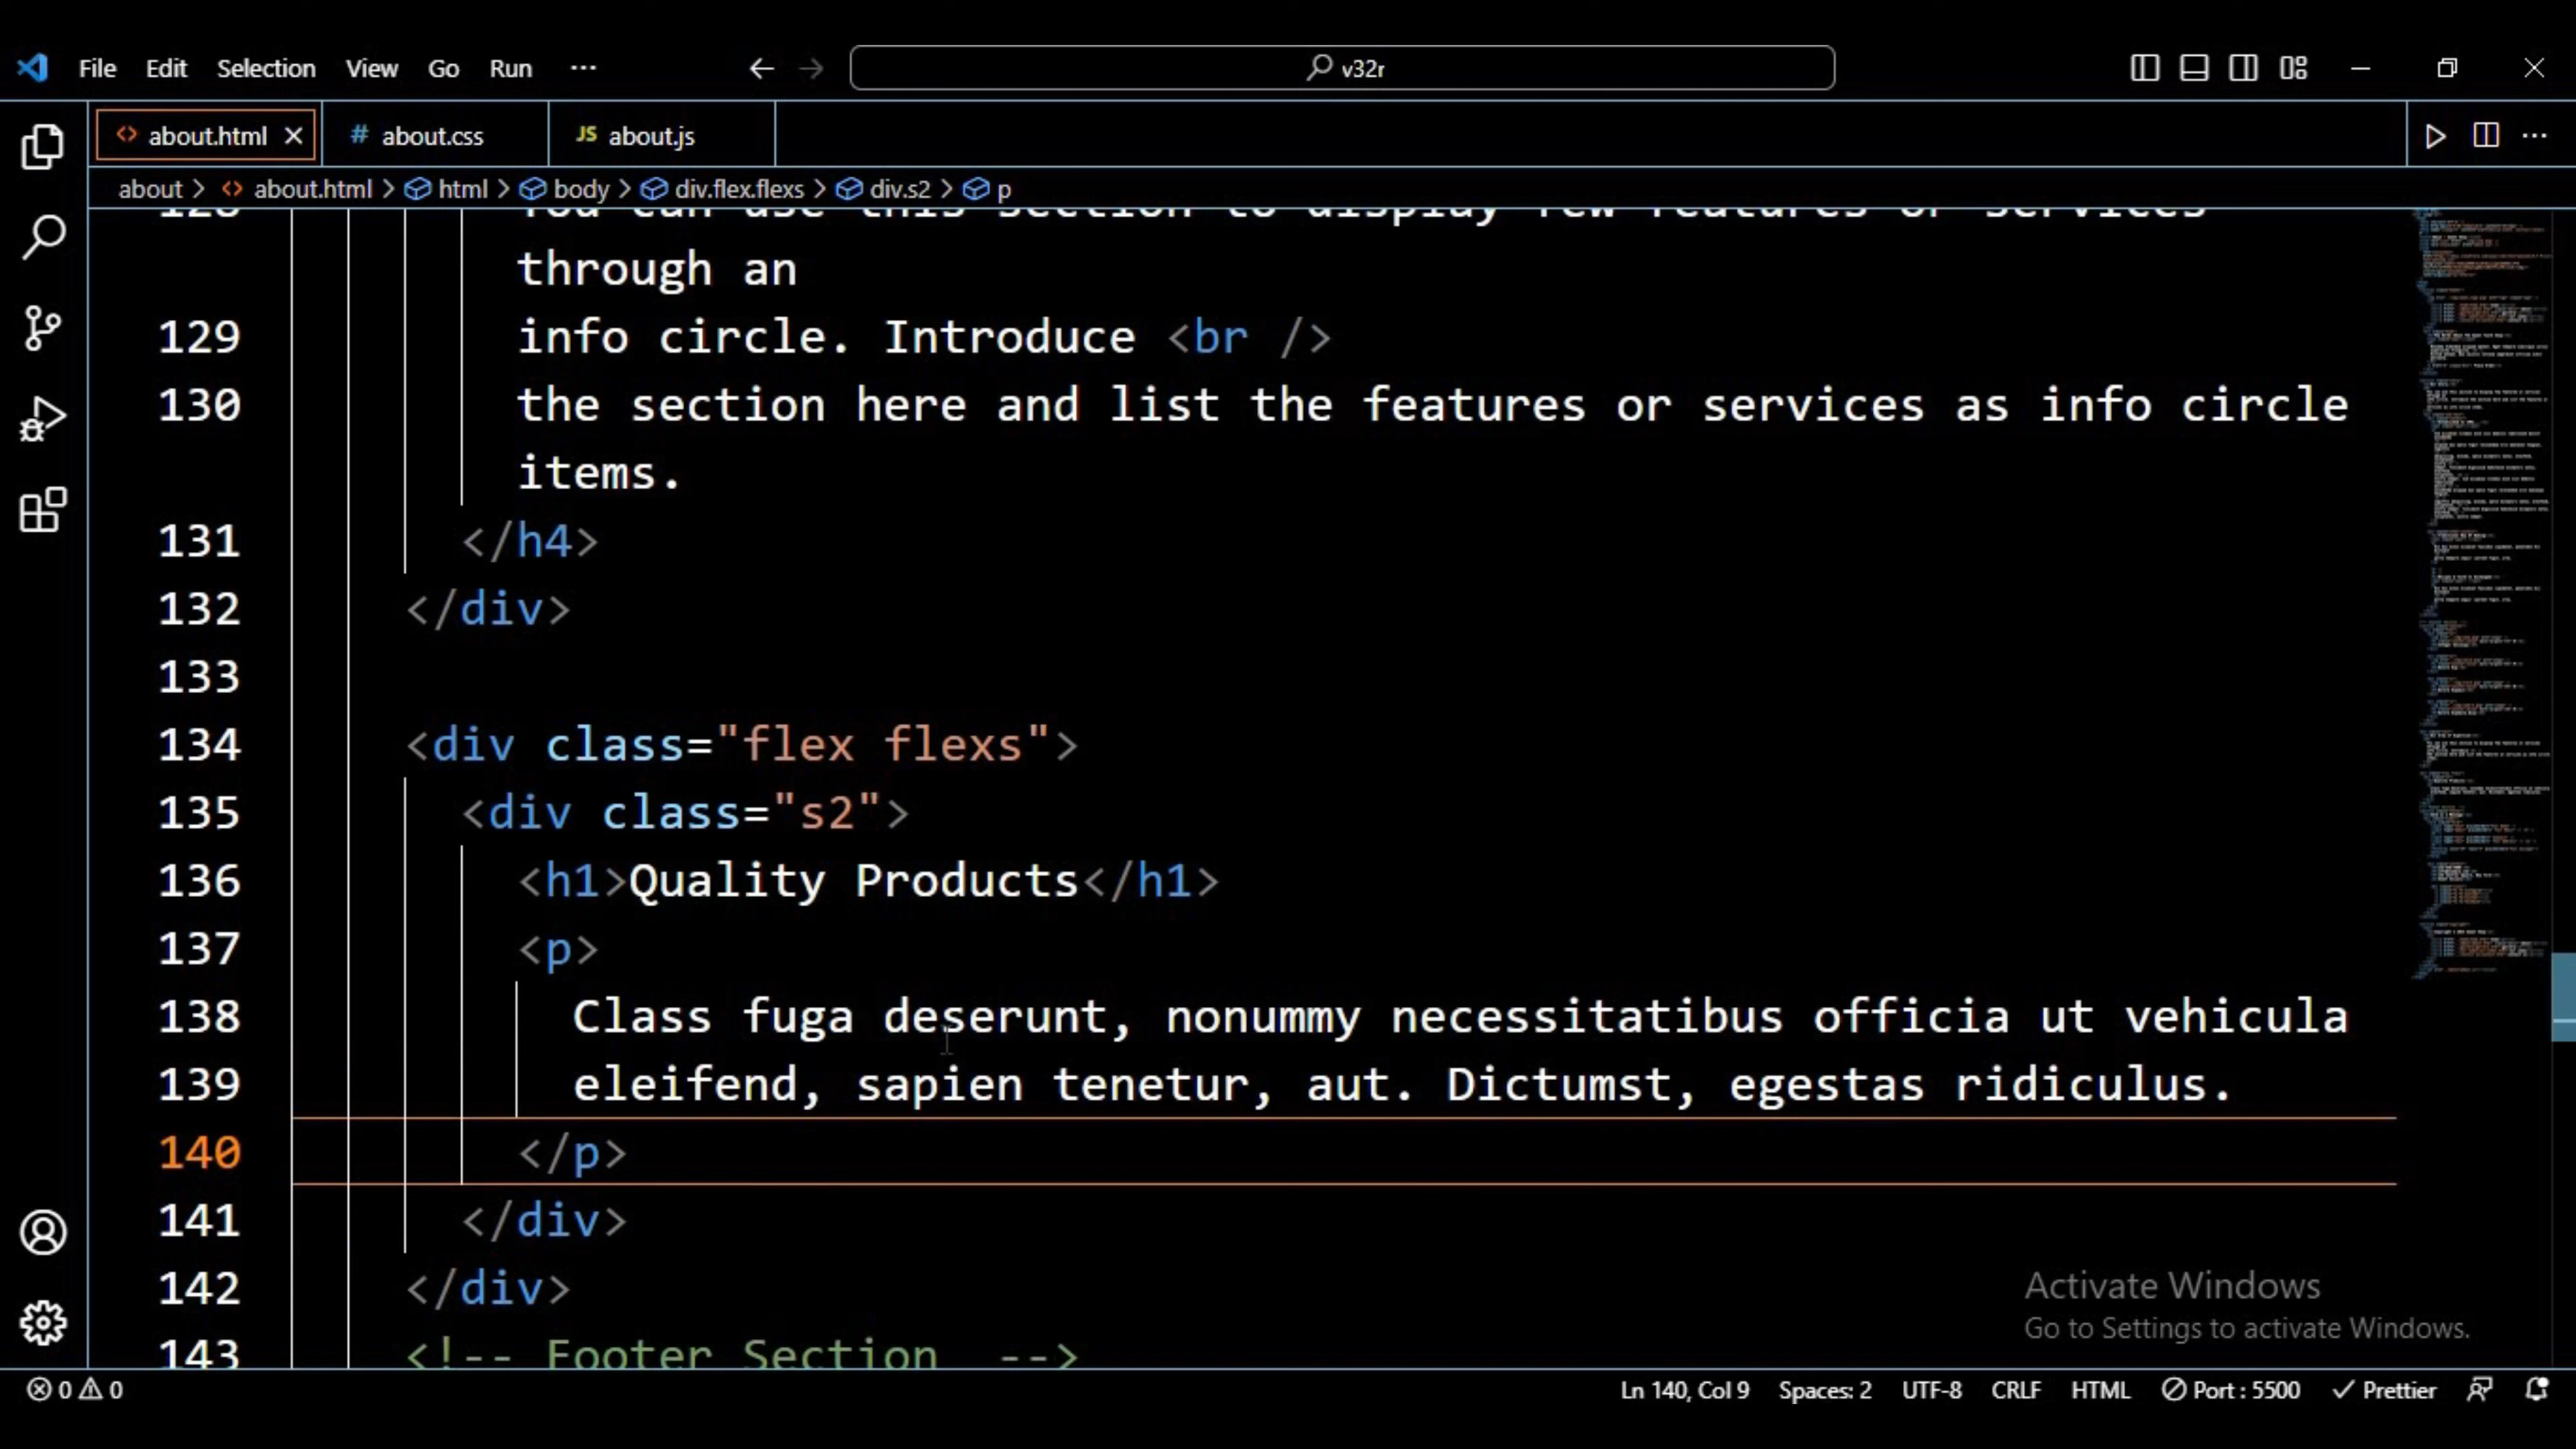 File Edit Selection View Go Run ··· v32r
about.html about.css JS about.js
about > about.html > html > body > div.flex.flexs > div.s2 > p
128 You can use this section to display few features or services
through an
129 info circle. Introduce <br />
130 the section here and list the features or services as info circle
items.
131 </h4>
132 </div>
133
134 <div class="flex flexs">
135 <div class="s2">
136 <h1>Quality Products</h1>
137 <p>
138 Class fuga deserunt, nonummy necessitatibus officia ut vehicula
139 eleifend, sapien tenetur, aut. Dictumst, egestas ridiculus.
140 </p>
141 </div>
142 </div>
143 <!-- Footer Section -->
Activate Windows
Go to Settings to activate Windows.
0 0 Ln 140, Col 9 Spaces: 2 UTF-8 CRLF HTML Port : 5500 Prettier